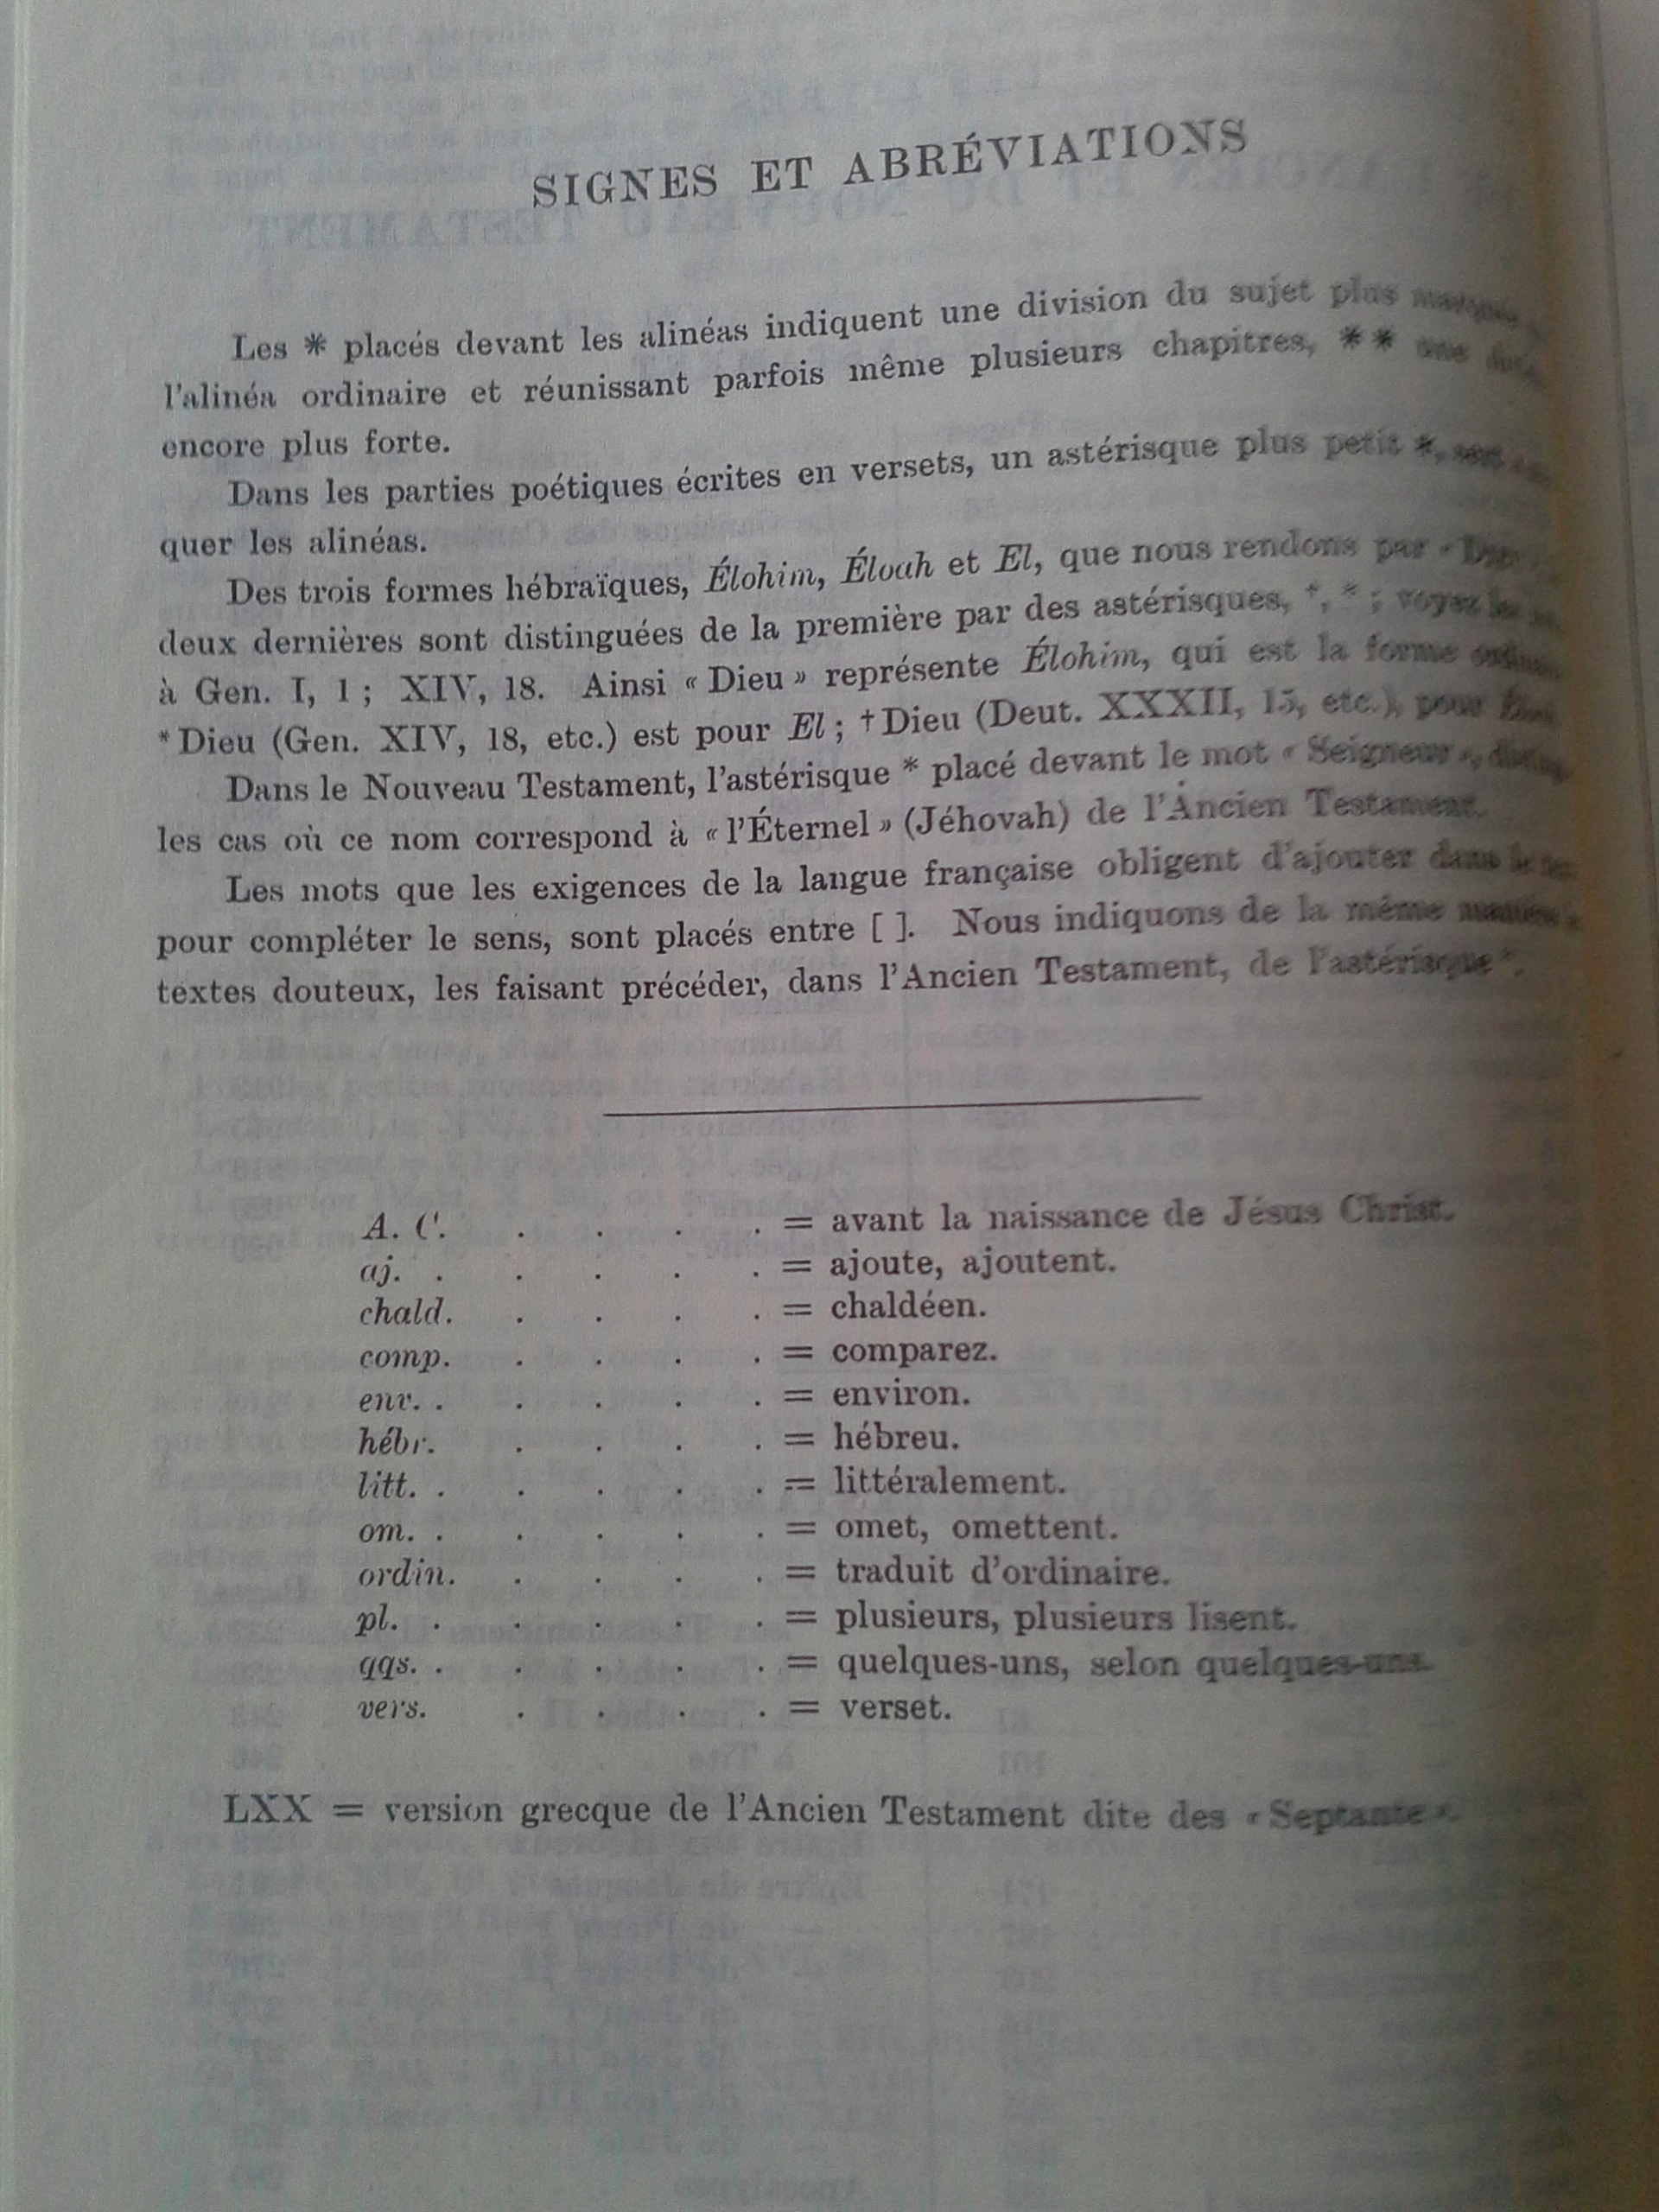 SIGNES ET ABRÉVIATIONS
Les * placés devant les alinéas indiquent une division du sujet plus
l'alinéa ordinaire et réunissant parfois même plusieurs chapitres, ** une
encore plus forte.
Dans les parties poétiques écrites en versets, un astérisque plus petit *, sert
quer les alinéas.
Des trois formes hébraïques, Élohim, Éloah et El, que nous rendons par «
deux dernières sont distinguées de la première par des astérisques, †, * ; voyez
à Gen. I, 1 ; XIV, 18. Ainsi « Dieu » représente Élohim, qui est la forme
*Dieu (Gen. XIV, 18, etc.) est pour El ; †Dieu (Deut. XXXII, 15, etc.), pour
Dans le Nouveau Testament, l'astérisque * placé devant le mot « Seigneur »,
les cas où ce nom correspond à « l'Éternel » (Jéhovah) de l'Ancien Testament.
Les mots que les exigences de la langue française obligent d'ajouter dans le
pour compléter le sens, sont placés entre [ ]. Nous indiquons de la même
textes douteux, les faisant précéder, dans l'Ancien Testament, de l'astérisque *.
A. C. . . . . = avant la naissance de Jésus Christ.
aj. . . . . . = ajoute, ajoutent.
chald. . . . . = chaldéen.
comp. . . . . = comparez.
env. . . . . . = environ.
hébr. . . . . = hébreu.
litt. . . . . . = littéralement.
om. . . . . . = omet, omettent.
ordin. . . . . = traduit d'ordinaire.
pl. . . . . . = plusieurs, plusieurs lisent.
qqs. . . . . . = quelques-uns, selon quelques-uns.
vers. . . . . = verset.
LXX = version grecque de l'Ancien Testament dite des « Septante ».